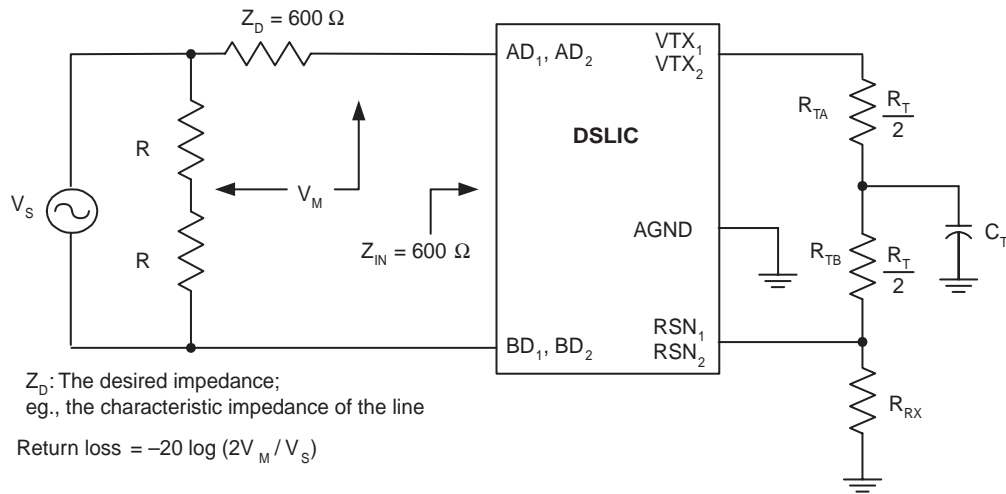 Z_D = 600 Ω
AD₁, AD₂
VTX₁
VTX₂
DSLIC
R_TA
R_T
2
R
V_M
V_S
Z_IN = 600 Ω
AGND
C_T
R
R_TB
R_T
2
BD₁, BD₂
RSN₁
RSN₂
R_RX
Z_D: The desired impedance;
eg., the characteristic impedance of the line
Return loss = –20 log (2V_M / V_S)